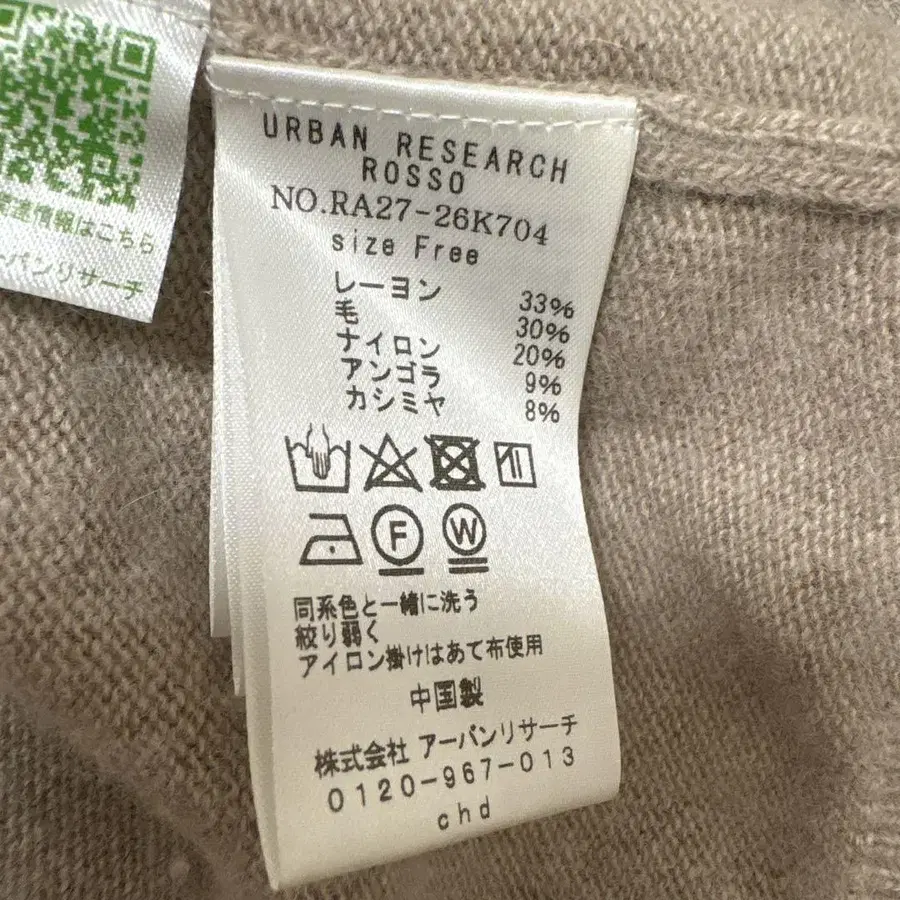 URBAN RESEARCH
ROSSO
NO.RA27-26K704
size Free
レーヨン 33%
毛 30%
ナイロン 20%
アンゴラ 9%
カシミヤ 8%
F W
同系色と一緒に洗う
絞り弱く
アイロン掛けはあて布使用
中国製
株式会社 アーバンリサーチ
0120-967-013
chd
情報はこちら
ーバンリサーチ